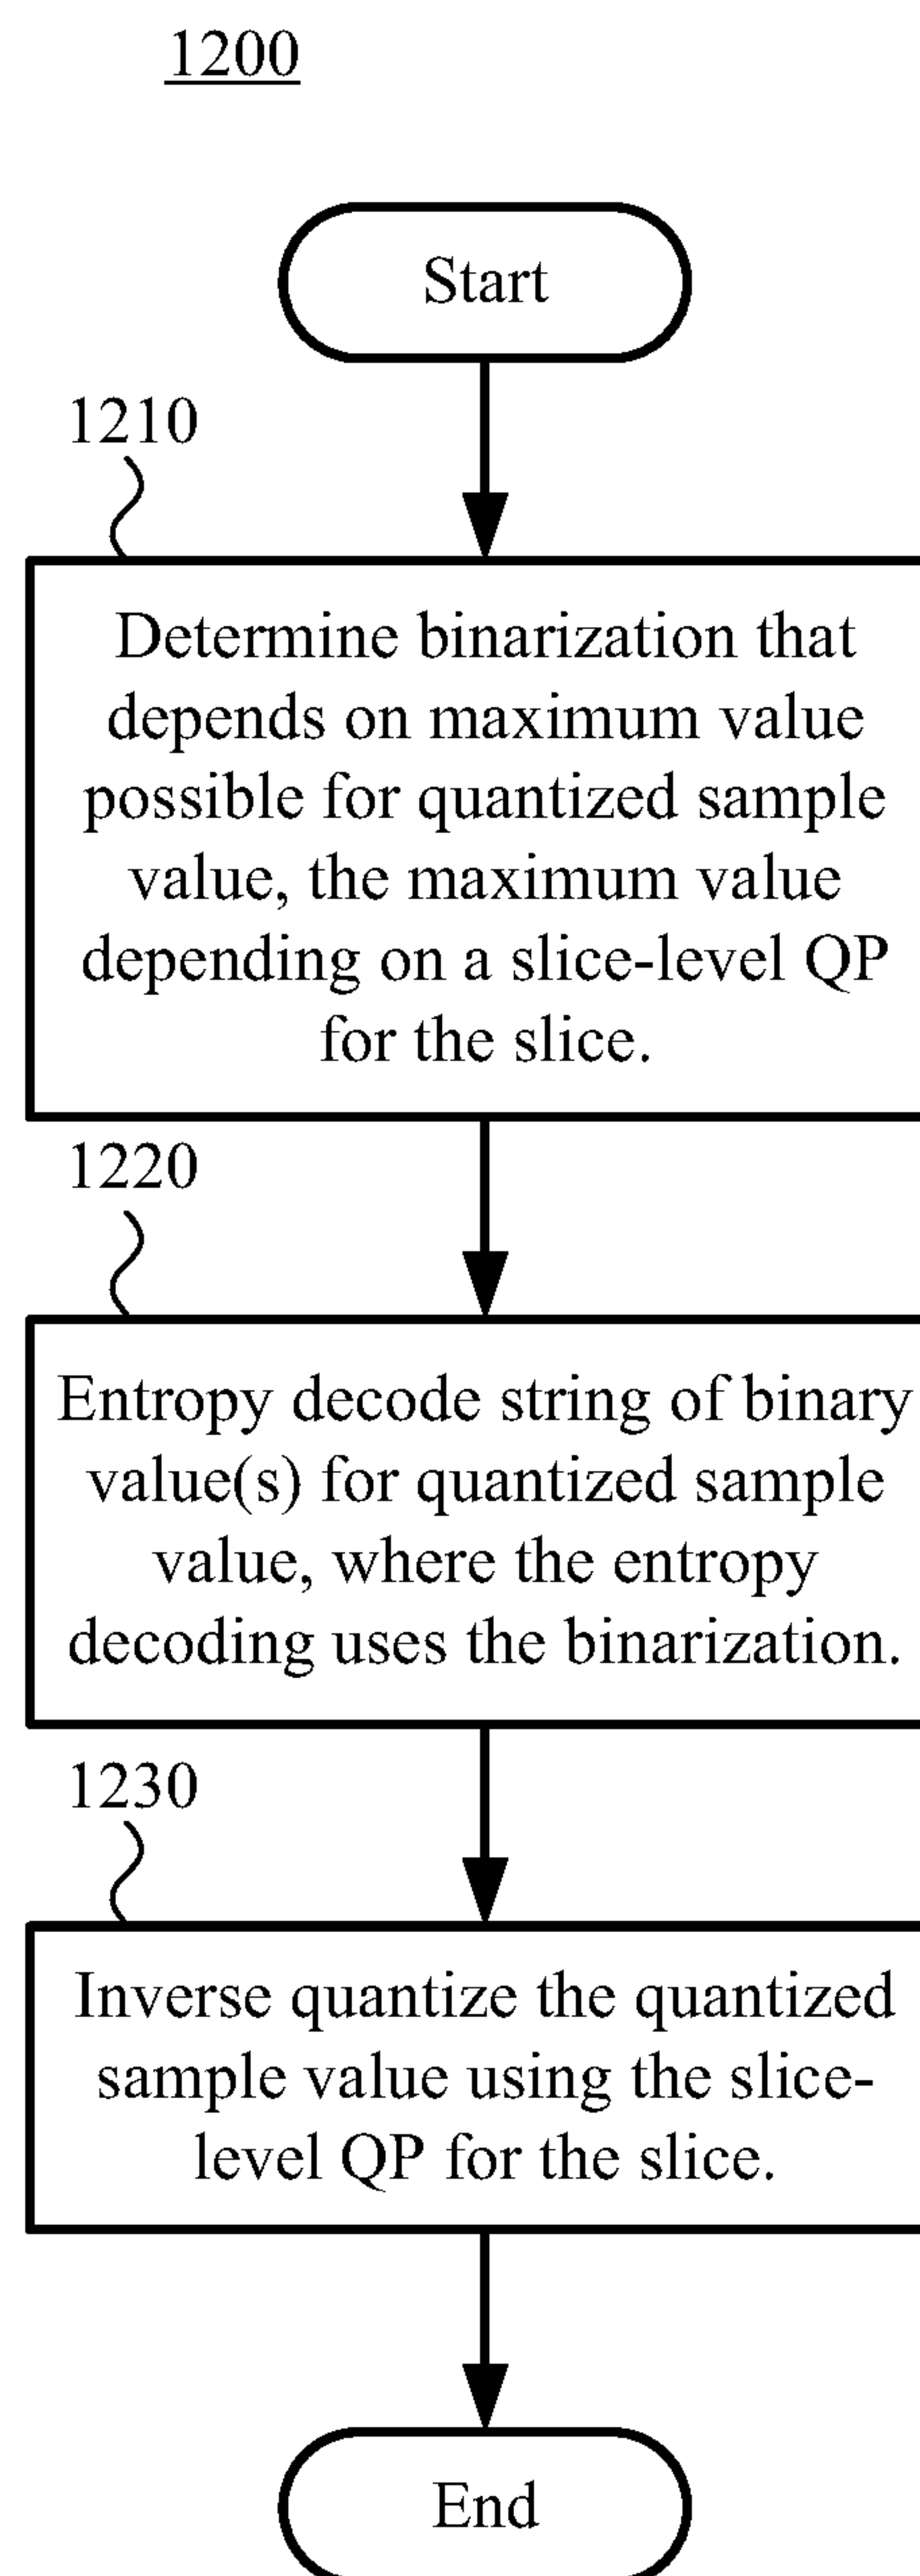 1200
Start
1210
Determine binarization that
depends on maximum value
possible for quantized sample
value, the maximum value
depending on a slice-level QP
for the slice.
1220
Entropy decode string of binary
value(s) for quantized sample
value, where the entropy
decoding uses the binarization.
1230
Inverse quantize the quantized
sample value using the slice-
level QP for the slice.
End